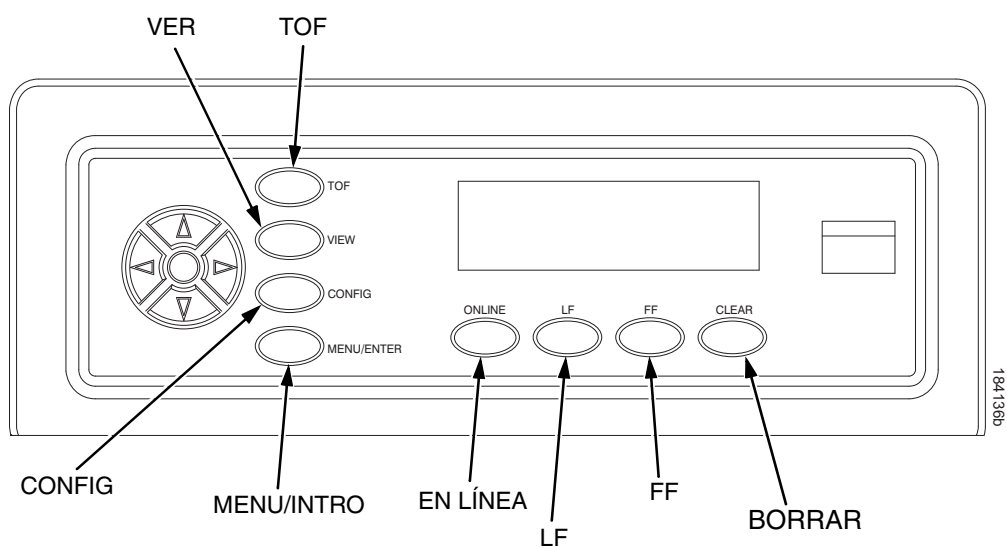 VER
TOF
TOF
VIEW
CONFIG
MENU/ENTER
ONLINE
LF
FF
CLEAR
184136b
CONFIG
MENU/INTRO
EN LÍNEA
LF
FF
BORRAR